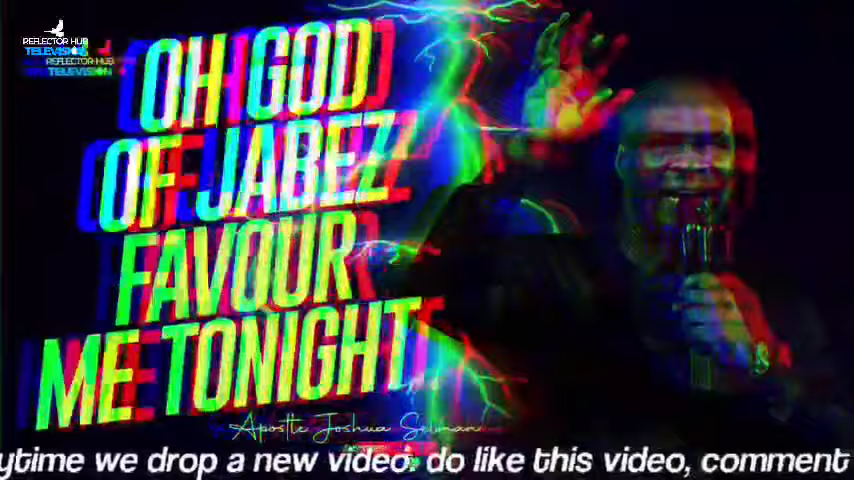 REFLECTOR HUB
TELEVISION
REFLECTOR HUB
TELEVISION
OH GOD
OF JABEZ
FAVOUR
ME TONIGHT
Apostle Joshua Selman
ytime we drop a new video. do like this video, comment